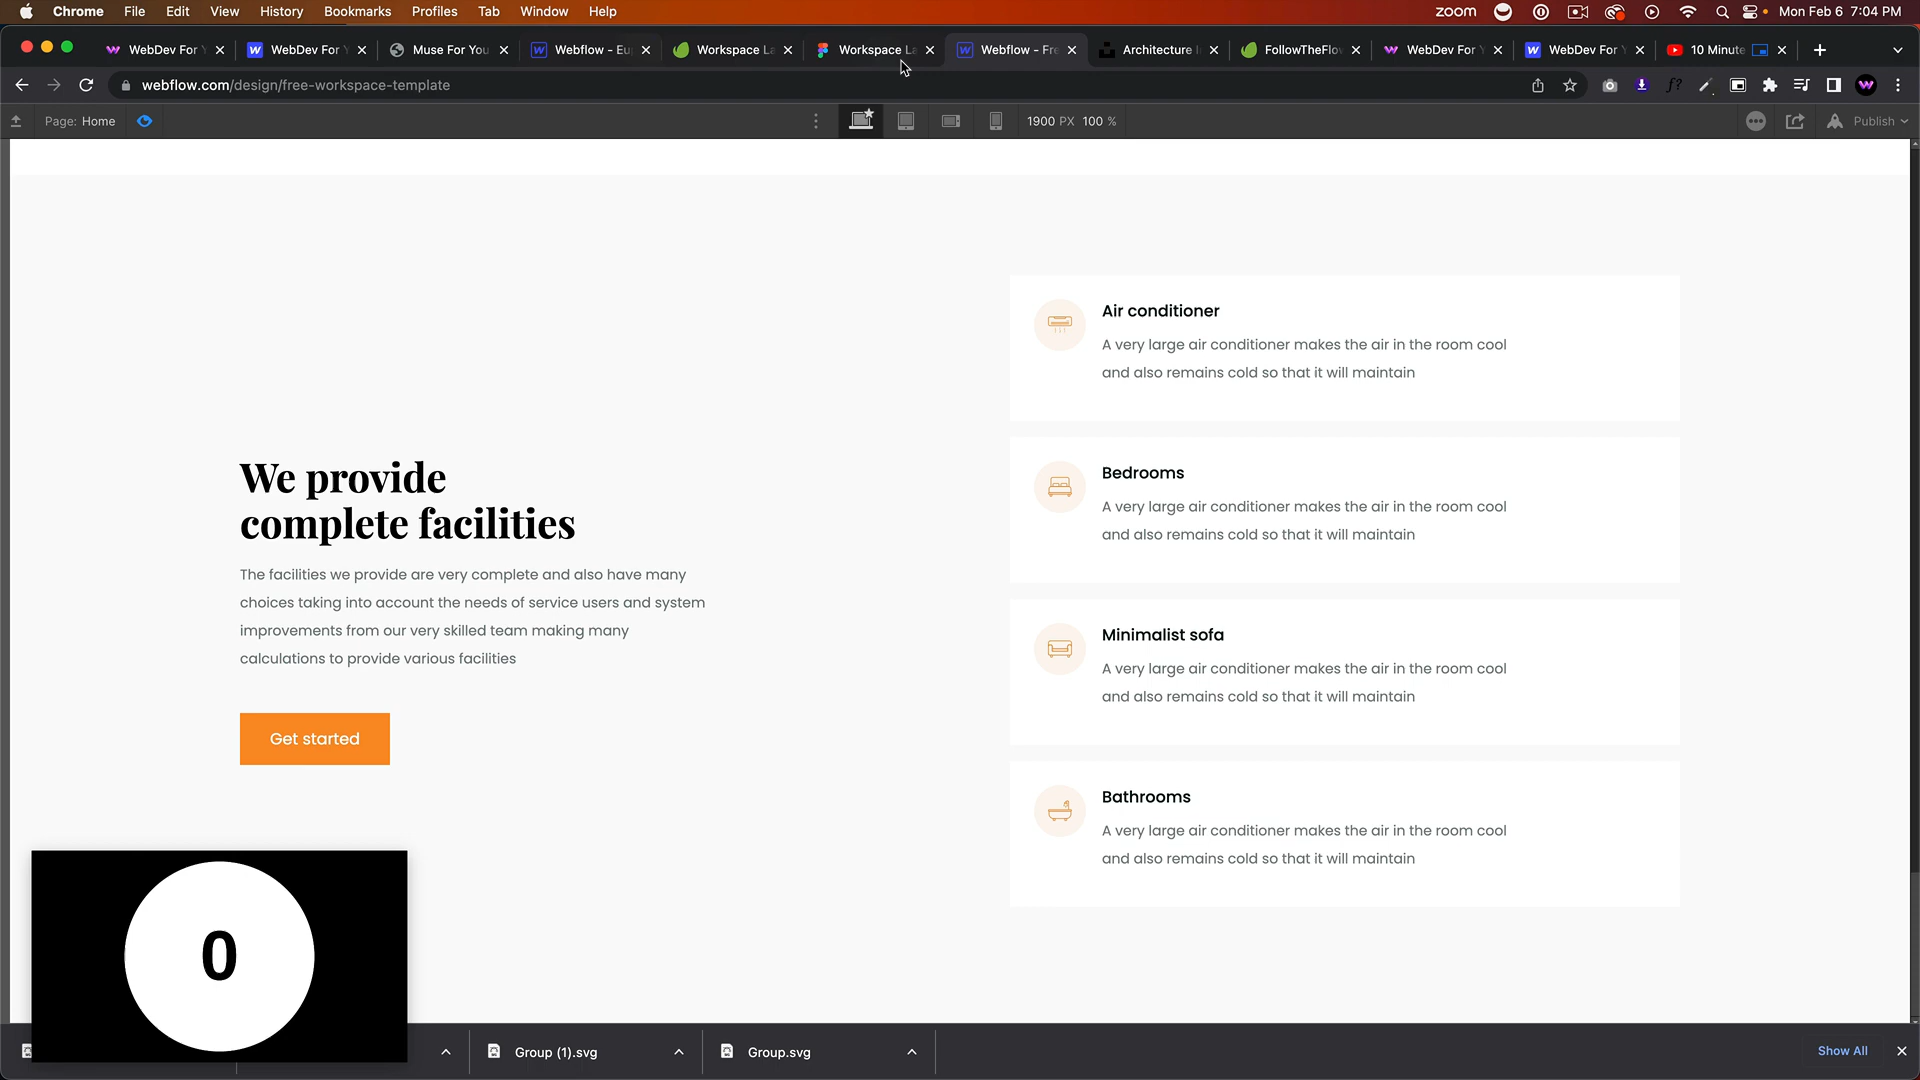 Chrome File Edit View History Bookmarks Profiles Tab Window Help zoom Mon Feb 6 7:04 PM
WebDev For Y WebDev For Y Muse For You Webflow - Eu Workspace La Workspace La Webflow - Fre Architecture FollowTheFlo WebDev For Y WebDev For Y 10 Minute
webflow.com/design/free-workspace-template
Page: Home 1900 PX 100 % Publish
We provide
complete facilities
The facilities we provide are very complete and also have many
choices taking into account the needs of service users and system
improvements from our very skilled team making many
calculations to provide various facilities
Get started
Air conditioner
A very large air conditioner makes the air in the room cool
and also remains cold so that it will maintain
Bedrooms
A very large air conditioner makes the air in the room cool
and also remains cold so that it will maintain
Minimalist sofa
A very large air conditioner makes the air in the room cool
and also remains cold so that it will maintain
Bathrooms
A very large air conditioner makes the air in the room cool
and also remains cold so that it will maintain
0
Group (1).svg Group.svg Show All